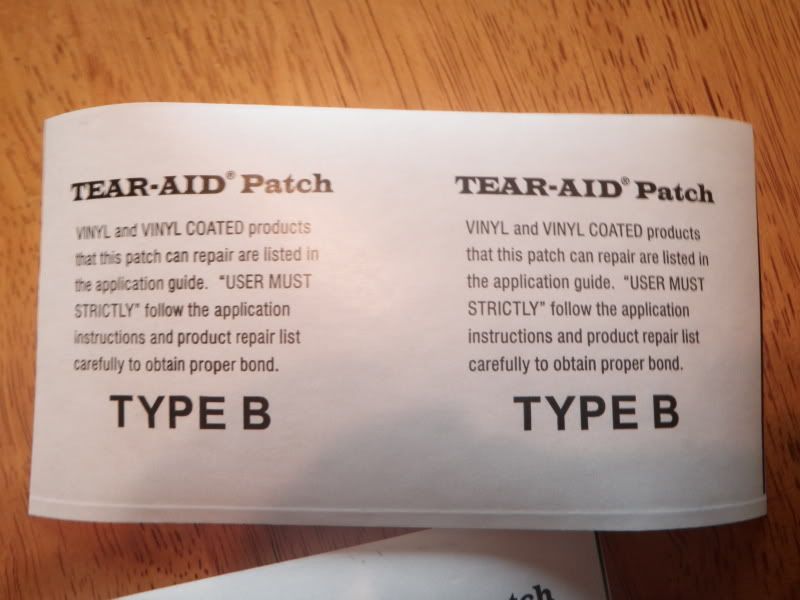 TEAR-AID® Patch
VINYL and VINYL COATED products
that this patch can repair are listed in
the application guide. "USER MUST
STRICTLY" follow the application
instructions and product repair list
carefully to obtain proper bond.
TYPE B
TEAR-AID® Patch
VINYL and VINYL COATED products
that this patch can repair are listed in
the application guide. "USER MUST
STRICTLY" follow the application
instructions and product repair list
carefully to obtain proper bond.
TYPE B